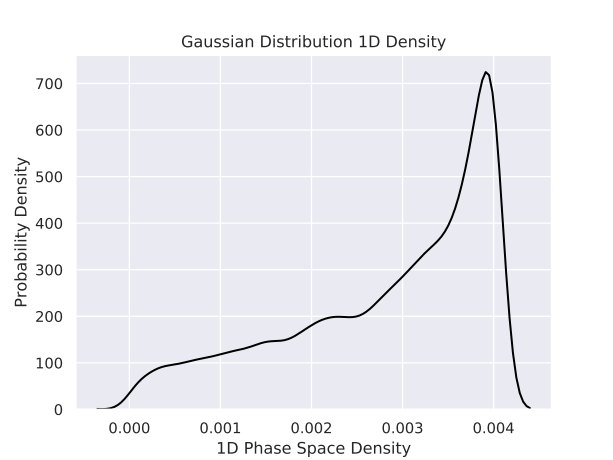 Gaussian Distribution 1D Density
Probability Density
700
600
500
400
300
200
100
0
0.000 0.001 0.002 0.003 0.004
1D Phase Space Density